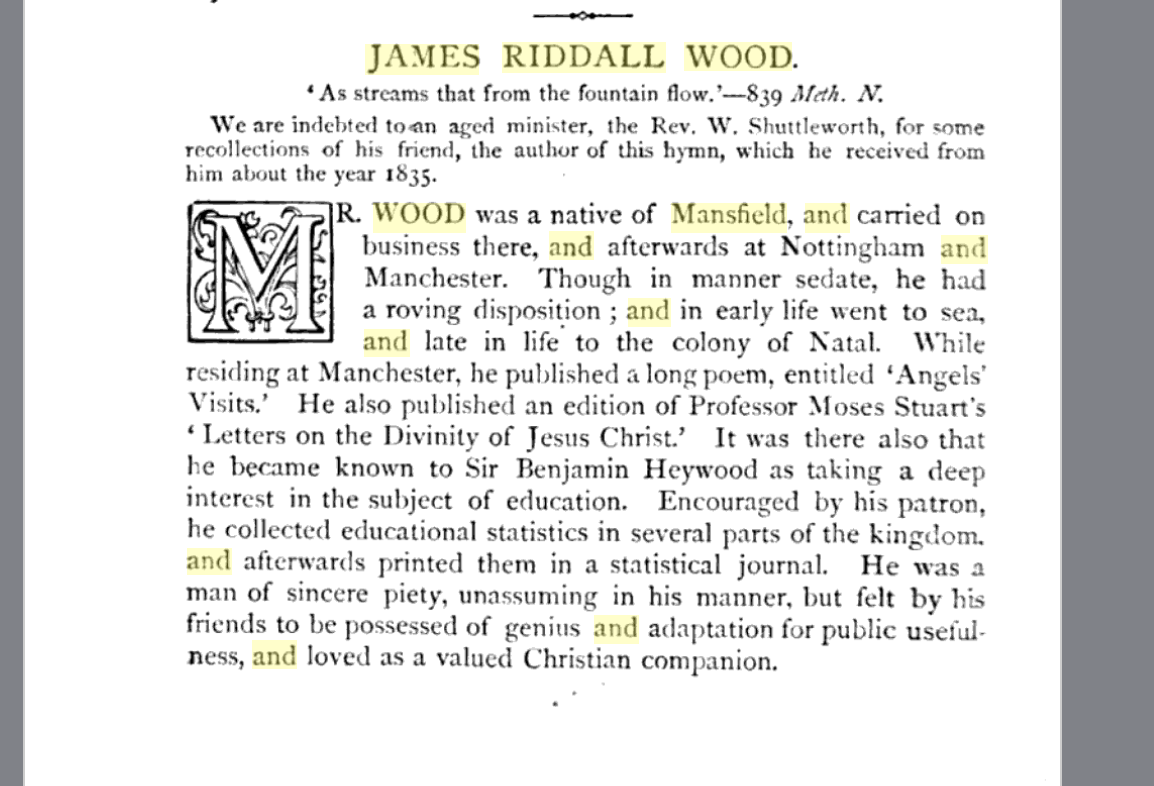 JAMES RIDDALL WOOD.
‘As streams that from the fountain flow.’—839 Meth. N.
We are indebted to an aged minister, the Rev. W. Shuttleworth, for some
recollections of his friend, the author of this hymn, which he received from
him about the year 1835.
MR. WOOD was a native of Mansfield, and carried on
business there, and afterwards at Nottingham and
Manchester. Though in manner sedate, he had
a roving disposition ; and in early life went to sea,
and late in life to the colony of Natal. While
residing at Manchester, he published a long poem, entitled ‘Angels’
Visits.’ He also published an edition of Professor Moses Stuart’s
‘Letters on the Divinity of Jesus Christ.’ It was there also that
he became known to Sir Benjamin Heywood as taking a deep
interest in the subject of education. Encouraged by his patron,
he collected educational statistics in several parts of the kingdom.
and afterwards printed them in a statistical journal. He was a
man of sincere piety, unassuming in his manner, but felt by his
friends to be possessed of genius and adaptation for public useful-
ness, and loved as a valued Christian companion.